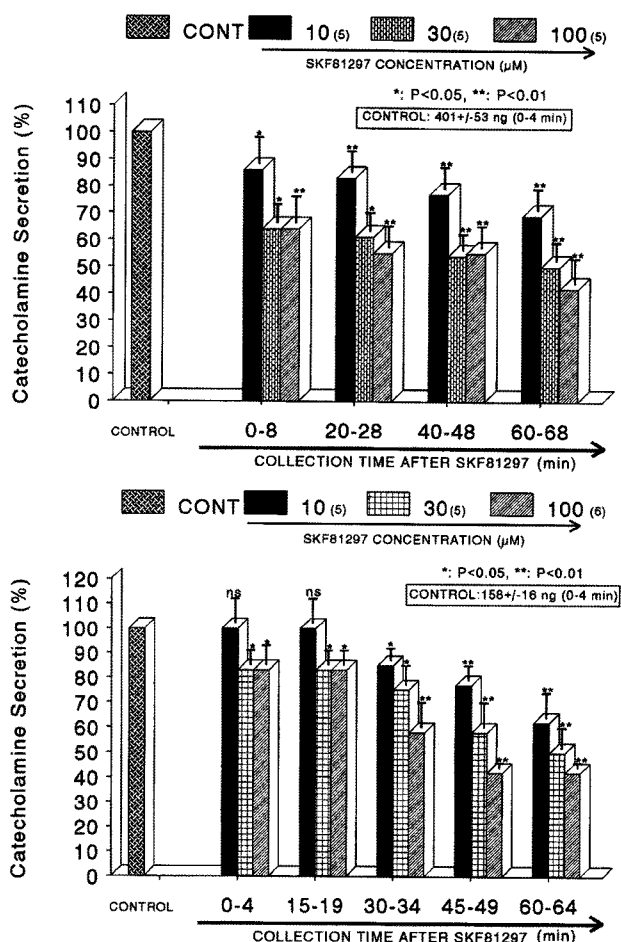 CONT 10 (5) 30 (5) 100 (5)
SKF81297 CONCENTRATION (μM)
*: P<0.05, **: P<0.01
CONTROL: 401+/-53 ng (0-4 min)
Catecholamine Secretion (%)
110
100
90
80
70
60
50
40
30
20
10
0
* * **
** * **
** ** **
** ** **
CONTROL 0-8 20-28 40-48 60-68
COLLECTION TIME AFTER SKF81297 (min)
CONT 10 (5) 30 (5) 100 (6)
SKF81297 CONCENTRATION (μM)
*: P<0.05, **: P<0.01
CONTROL:158+/-16 ng (0-4 min)
Catecholamine Secretion (%)
120
110
100
90
80
70
60
50
40
30
20
10
0
ns * *
ns * *
* * **
** ** **
** ** **
CONTROL 0-4 15-19 30-34 45-49 60-64
COLLECTION TIME AFTER SKF81297 (min)